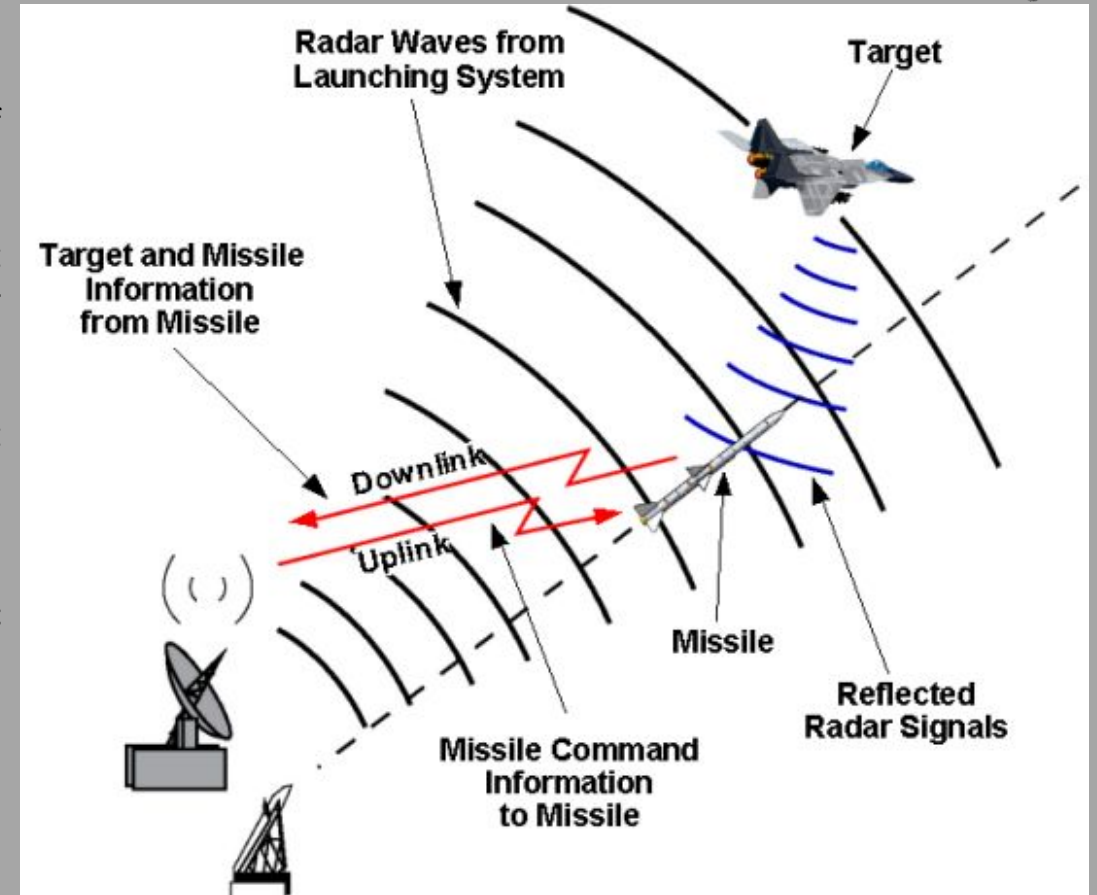 Radar Waves from
Launching System
Target
Target and Missile
Information
from Missile
Downlink
Uplink
Missile
Reflected
Radar Signals
Missile Command
Information
to Missile